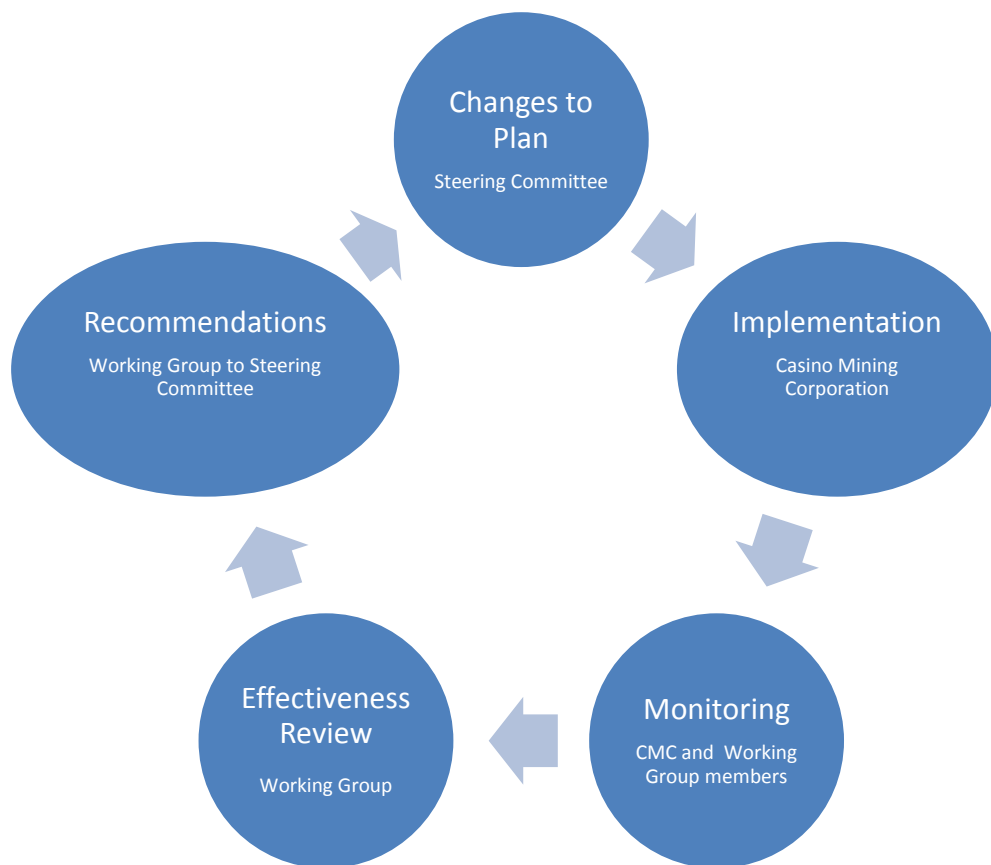 Changes to
Plan
Steering Committee
Implementation
Casino Mining
Corporation
Monitoring
CMC and  Working
Group members
Effectiveness
Review
Working Group
Recommendations
Working Group to Steering
Committee